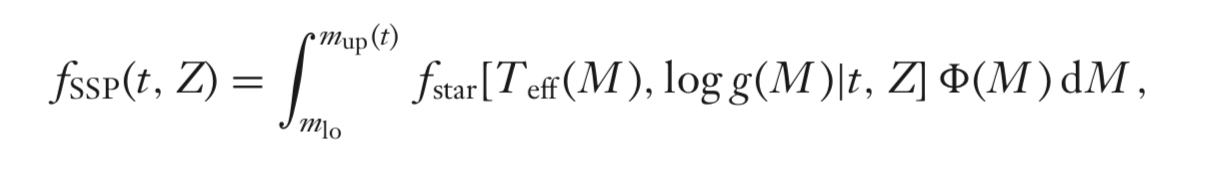 f_SSP(t, Z) = ∫_{m_lo}^{m_up(t)} f_star[T_eff(M), log g(M)|t, Z] Φ(M) dM ,